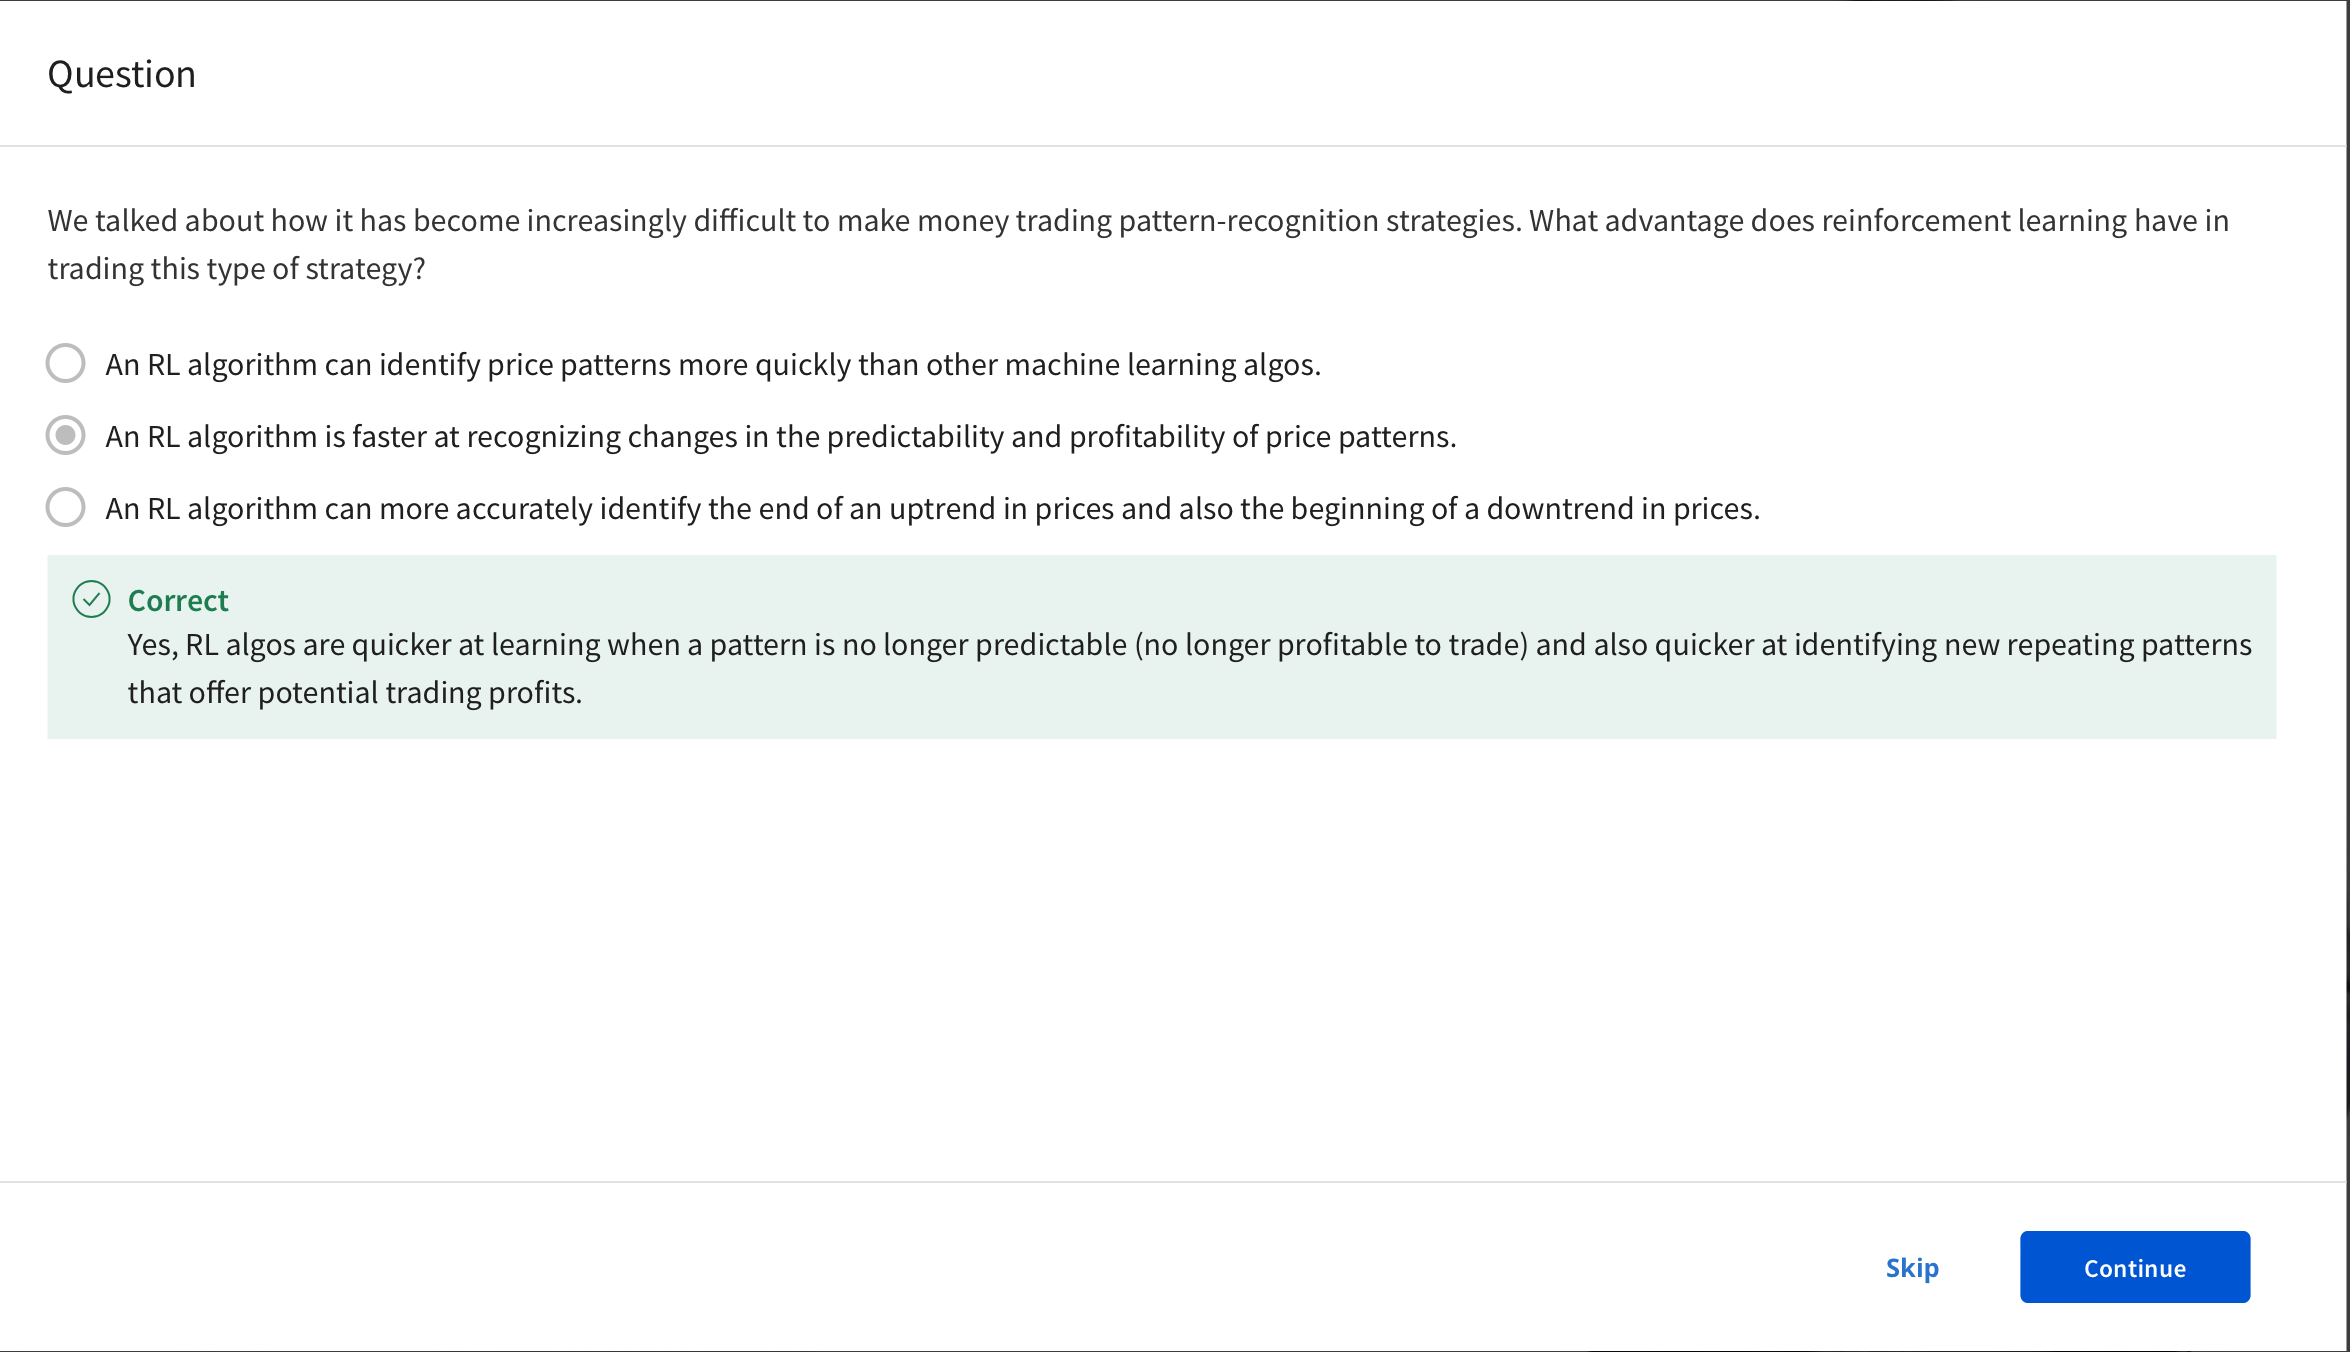 Question
We talked about how it has become increasingly difficult to make money trading pattern-recognition strategies. What advantage does reinforcement learning have in
trading this type of strategy?
An RL algorithm can identify price patterns more quickly than other machine learning algos.
An RL algorithm is faster at recognizing changes in the predictability and profitability of price patterns.
An RL algorithm can more accurately identify the end of an uptrend in prices and also the beginning of a downtrend in prices.
Correct
Yes, RL algos are quicker at learning when a pattern is no longer predictable (no longer profitable to trade) and also quicker at identifying new repeating patterns
that offer potential trading profits.
Skip
Continue